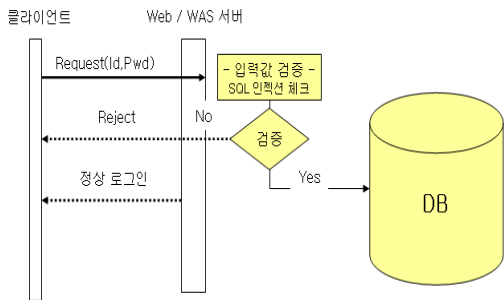 클라이언트
Web / WAS 서버
Request(Id,Pwd)
- 입력값 검증 -
SQL 인젝션 체크
Reject
No
검증
정상 로그인
Yes
DB